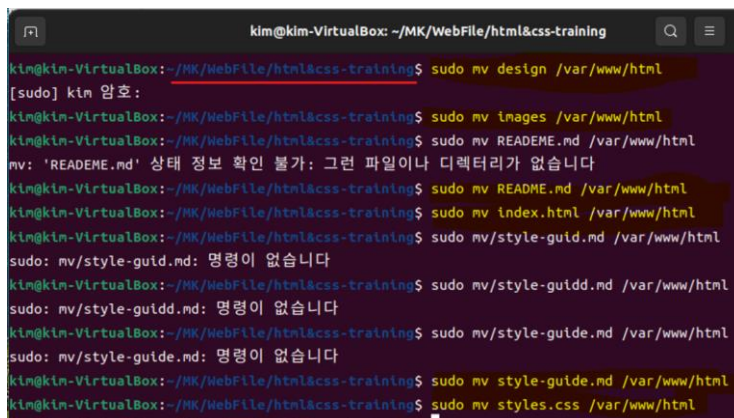 kim@kim-VirtualBox: ~/MK/WebFile/html&css-training
kim@kim-VirtualBox:~/MK/WebFile/html&css-training$ sudo mv design /var/www/html
[sudo] kim 암호:
kim@kim-VirtualBox:~/MK/WebFile/html&css-training$ sudo mv images /var/www/html
kim@kim-VirtualBox:~/MK/WebFile/html&css-training$ sudo mv READEME.md /var/www/html
mv: 'READEME.md' 상태 정보 확인 불가: 그런 파일이나 디렉터리가 없습니다
kim@kim-VirtualBox:~/MK/WebFile/html&css-training$ sudo mv README.md /var/www/html
kim@kim-VirtualBox:~/MK/WebFile/html&css-training$ sudo mv index.html /var/www/html
kim@kim-VirtualBox:~/MK/WebFile/html&css-training$ sudo mv/style-guid.md /var/www/html
sudo: mv/style-guid.md: 명령이 없습니다
kim@kim-VirtualBox:~/MK/WebFile/html&css-training$ sudo mv/style-guidd.md /var/www/html
sudo: mv/style-guidd.md: 명령이 없습니다
kim@kim-VirtualBox:~/MK/WebFile/html&css-training$ sudo mv/style-guide.md /var/www/html
sudo: mv/style-guide.md: 명령이 없습니다
kim@kim-VirtualBox:~/MK/WebFile/html&css-training$ sudo mv style-guide.md /var/www/html
kim@kim-VirtualBox:~/MK/WebFile/html&css-training$ sudo mv styles.css /var/www/html